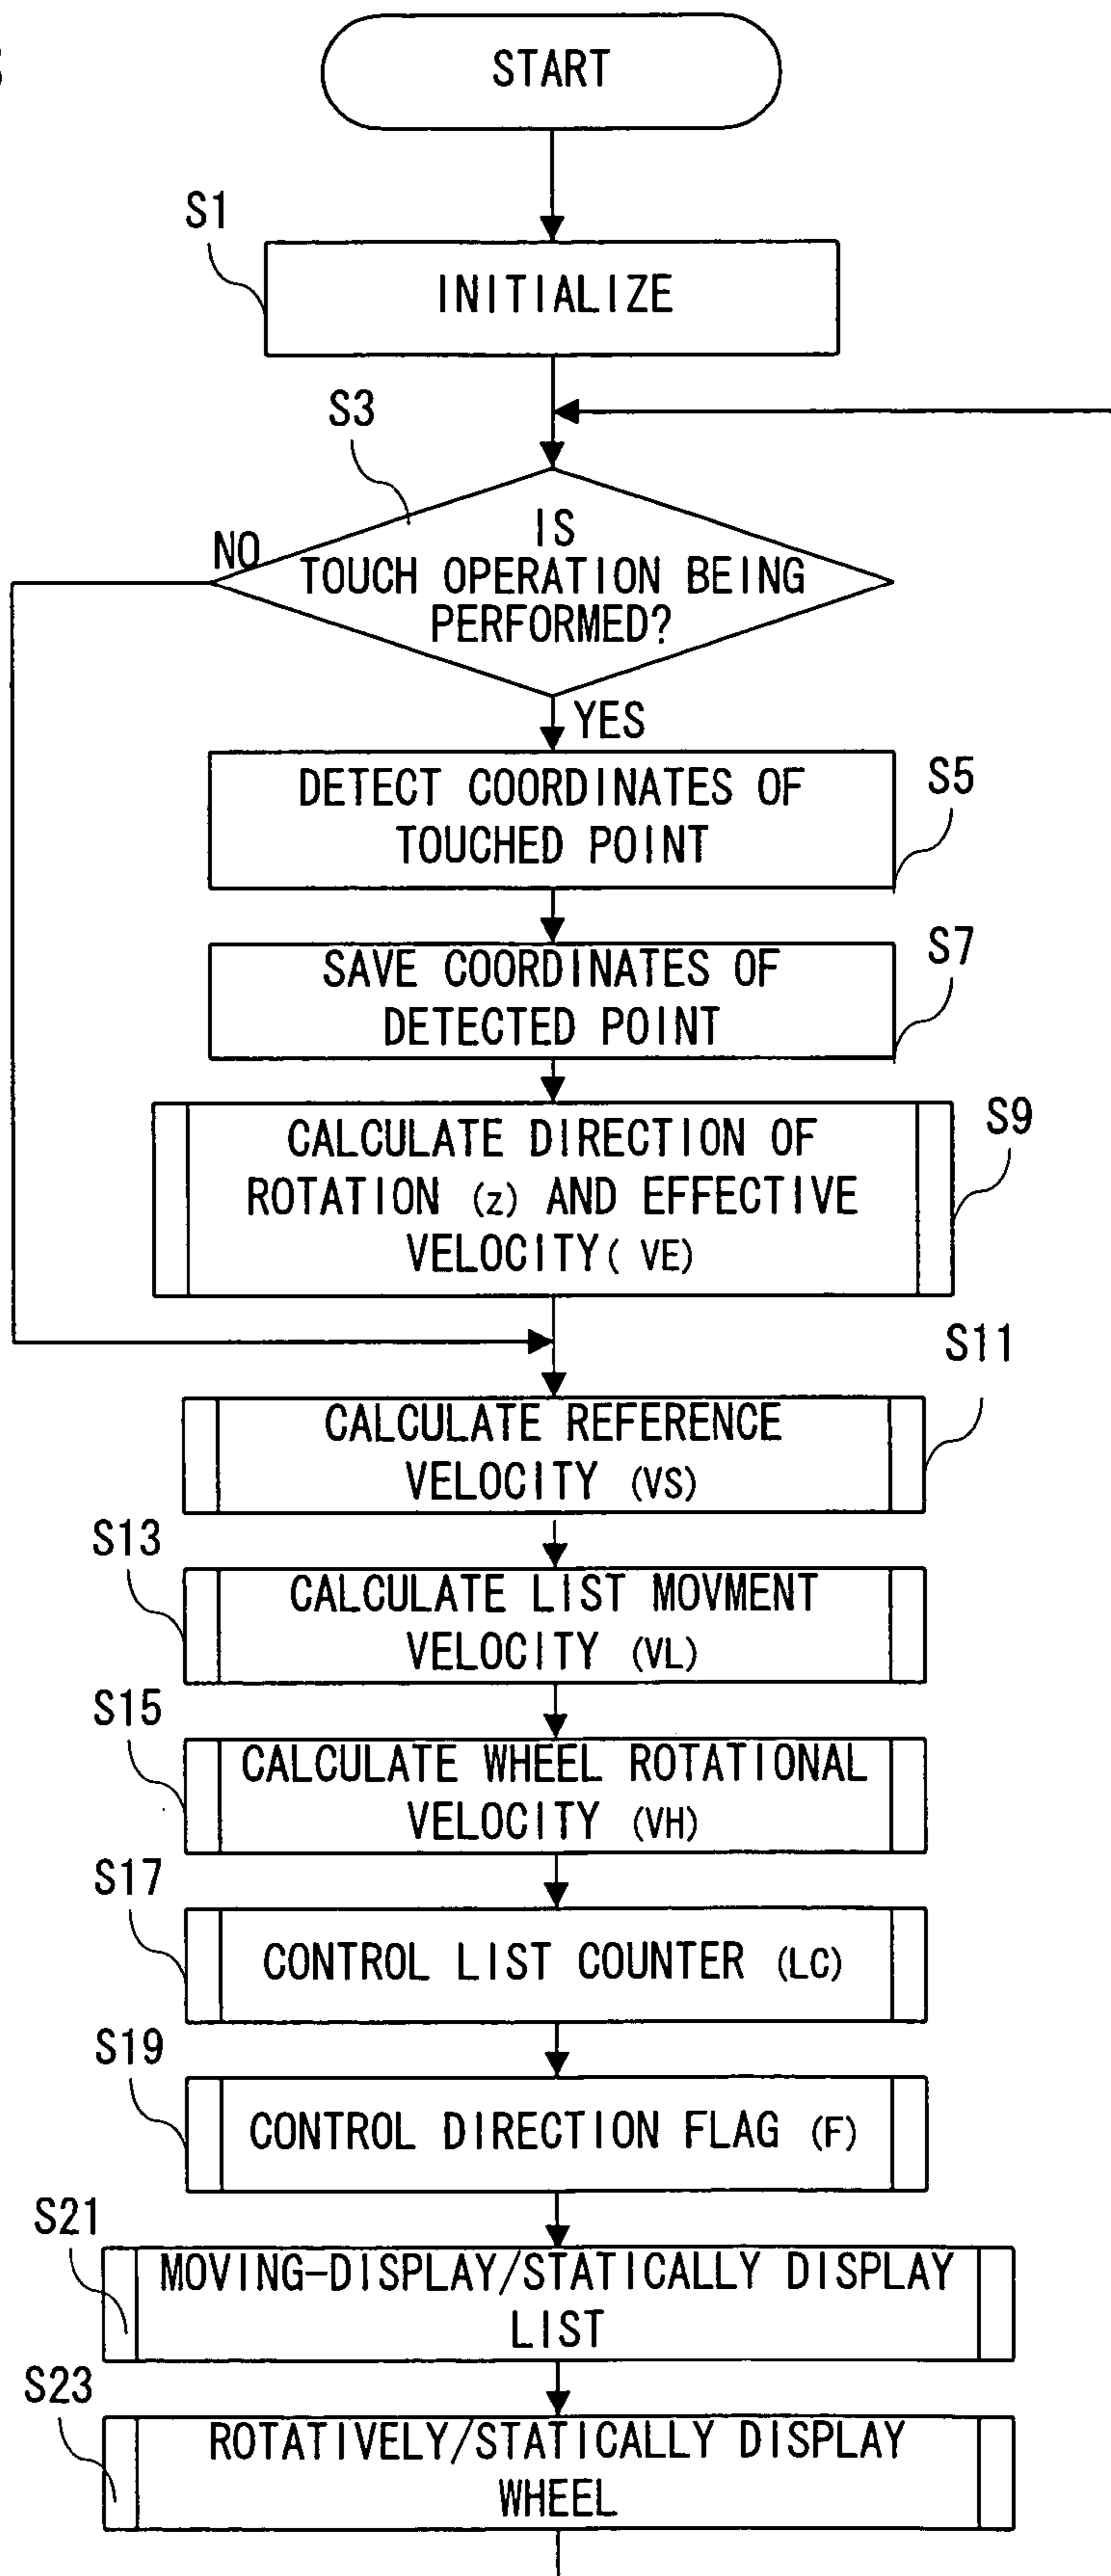 START
S1
INITIALIZE
S3
NO
IS
TOUCH OPERATION BEING
PERFORMED?
YES
DETECT COORDINATES OF
TOUCHED POINT
S5
SAVE COORDINATES OF
DETECTED POINT
S7
CALCULATE DIRECTION OF
ROTATION (z) AND EFFECTIVE
VELOCITY( VE)
S9
CALCULATE REFERENCE
VELOCITY (VS)
S11
S13
CALCULATE LIST MOVMENT
VELOCITY (VL)
S15
CALCULATE WHEEL ROTATIONAL
VELOCITY (VH)
S17
CONTROL LIST COUNTER (LC)
S19
CONTROL DIRECTION FLAG (F)
S21
MOVING-DISPLAY/STATICALLY DISPLAY
LIST
S23
ROTATIVELY/STATICALLY DISPLAY
WHEEL